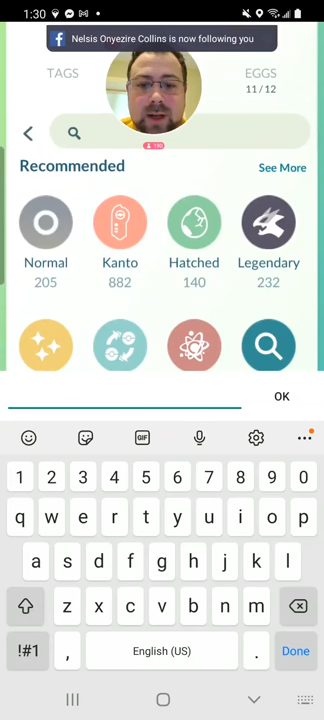 1:30
Nelsis Onyezire Collins is now following you
TAGS
EGGS
11 / 12
190
Recommended
See More
Normal
Kanto
Hatched
Legendary
205
882
140
232
OK
GIF
1 2 3 4 5 6 7 8 9 0
q w e r t y u i o p
a s d f g h j k l
z x c v b n m
!#1 , English (US) . Done